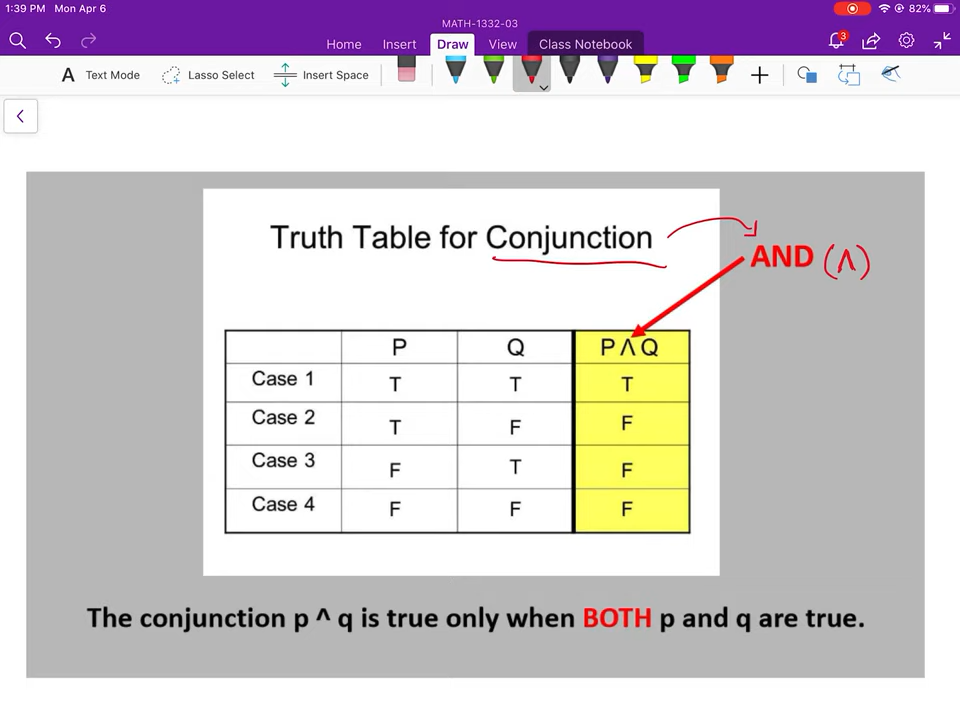 1:39 PM Mon Apr 6
82%
MATH-1332-03
Home Insert Draw View Class Notebook
3
A Text Mode Lasso Select Insert Space
Truth Table for Conjunction
AND (Λ)
P Q P Λ Q
Case 1 T T T
Case 2 T F F
Case 3 F T F
Case 4 F F F
The conjunction p ^ q is true only when BOTH p and q are true.